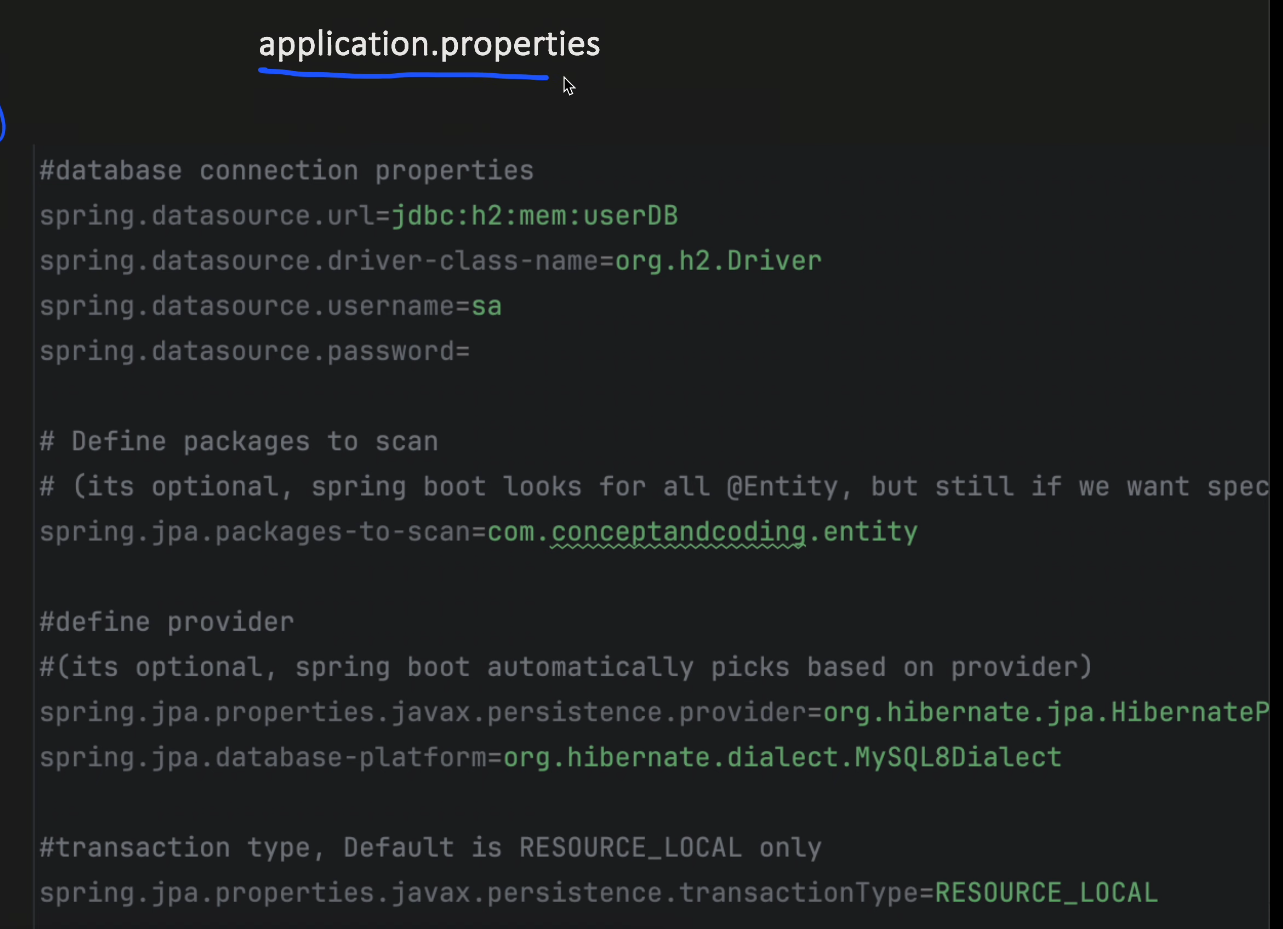 application.properties
#database connection properties
spring.datasource.url=jdbc:h2:mem:userDB
spring.datasource.driver-class-name=org.h2.Driver
spring.datasource.username=sa
spring.datasource.password=
# Define packages to scan
# (its optional, spring boot looks for all @Entity, but still if we want spec
spring.jpa.packages-to-scan=com.conceptandcoding.entity
#define provider
#(its optional, spring boot automatically picks based on provider)
spring.jpa.properties.javax.persistence.provider=org.hibernate.jpa.HibernateP
spring.jpa.database-platform=org.hibernate.dialect.MySQL8Dialect
#transaction type, Default is RESOURCE_LOCAL only
spring.jpa.properties.javax.persistence.transactionType=RESOURCE_LOCAL